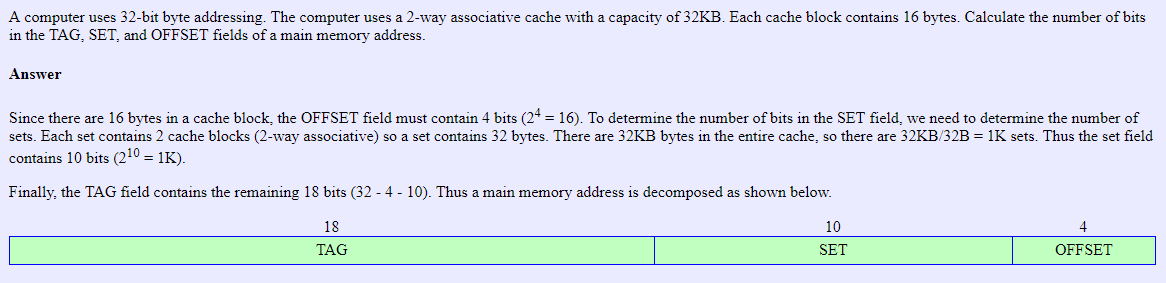 A computer uses 32-bit byte addressing. The computer uses a 2-way associative cache with a capacity of 32KB. Each cache block contains 16 bytes. Calculate the number of bits
in the TAG, SET, and OFFSET fields of a main memory address.
Answer
Since there are 16 bytes in a cache block, the OFFSET field must contain 4 bits (2⁴ = 16). To determine the number of bits in the SET field, we need to determine the number of
sets. Each set contains 2 cache blocks (2-way associative) so a set contains 32 bytes. There are 32KB bytes in the entire cache, so there are 32KB/32B = 1K sets. Thus the set field
contains 10 bits (2¹⁰ = 1K).
Finally, the TAG field contains the remaining 18 bits (32 - 4 - 10). Thus a main memory address is decomposed as shown below.
18 10 4
TAG SET OFFSET